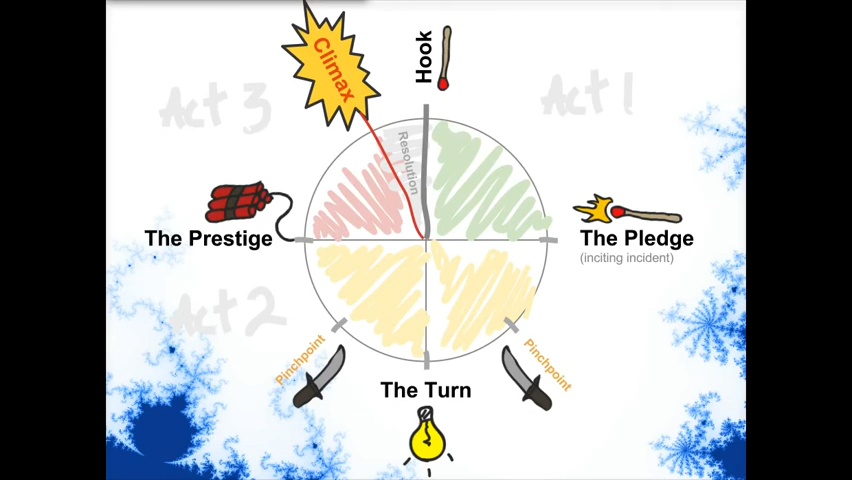 Hook
Climax
Act 3
Act 1
Resolution
The Prestige
The Pledge
(inciting incident)
Act 2
Pinchpoint
Pinchpoint
The Turn